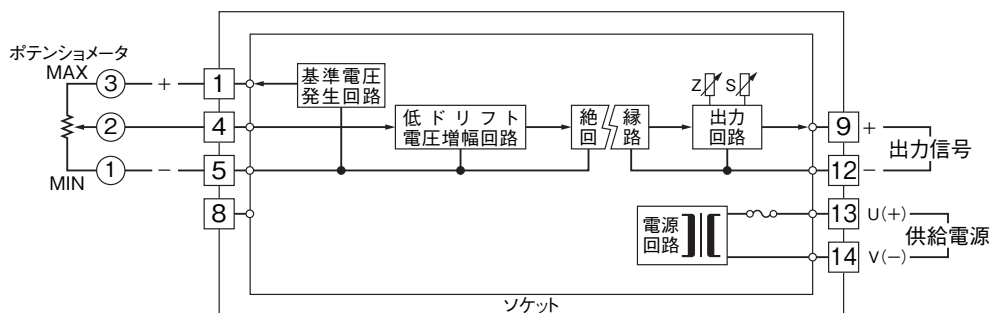 ポテンショメータ
MAX
3
+
1
基準電圧
発生回路
2
4
低ドリフト
電圧増幅回路
絶縁
回路
Z
S
出力
回路
9
+
出力信号
MIN
1
−
5
12
−
8
電源
回路
13
U(+)
供給電源
14
V(−)
ソケット